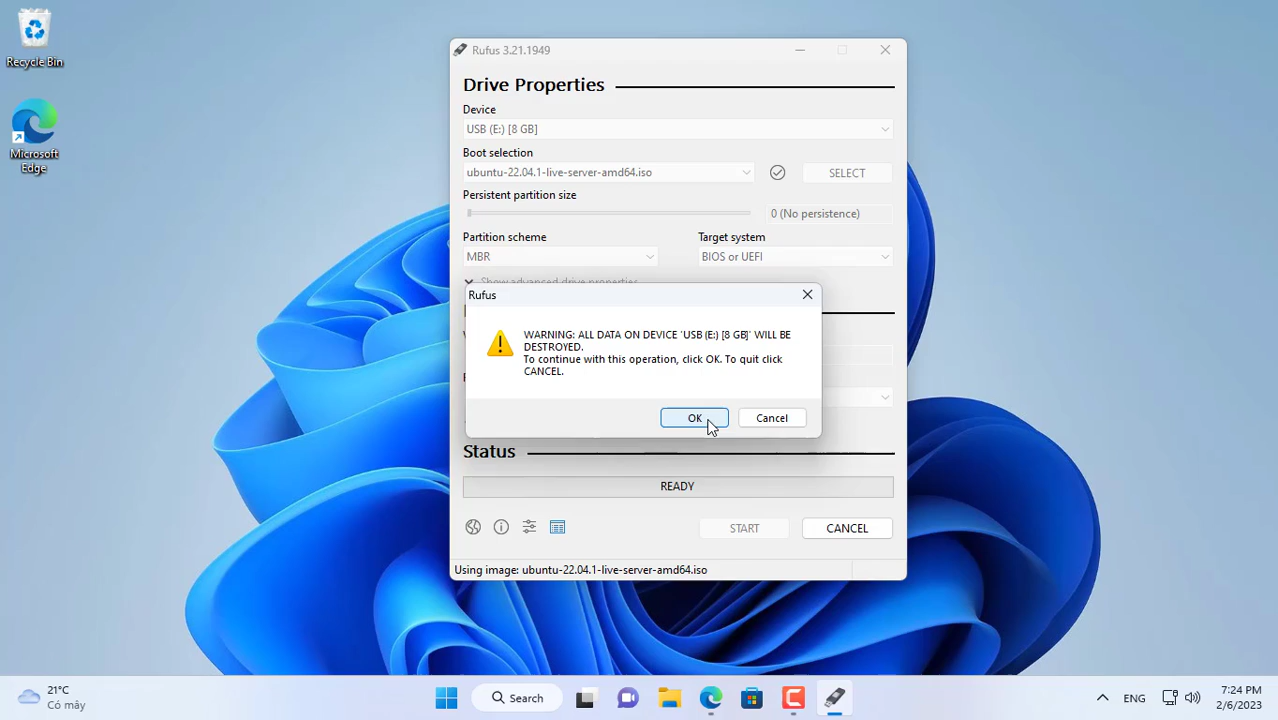 Recycle Bin
Microsoft
Edge
Rufus 3.21.1949
Drive Properties
Device
USB (E:) [8 GB]
Boot selection
ubuntu-22.04.1-live-server-amd64.iso
SELECT
Persistent partition size
0 (No persistence)
Partition scheme
Target system
MBR
BIOS or UEFI
Show advanced drive properties
Rufus
WARNING: ALL DATA ON DEVICE 'USB (E:) [8 GB]' WILL BE
DESTROYED.
To continue with this operation, click OK. To quit click
CANCEL.
OK
Cancel
Status
READY
START
CANCEL
Using image: ubuntu-22.04.1-live-server-amd64.iso
21°C
Có mây
Search
ENG
7:24 PM
2/6/2023